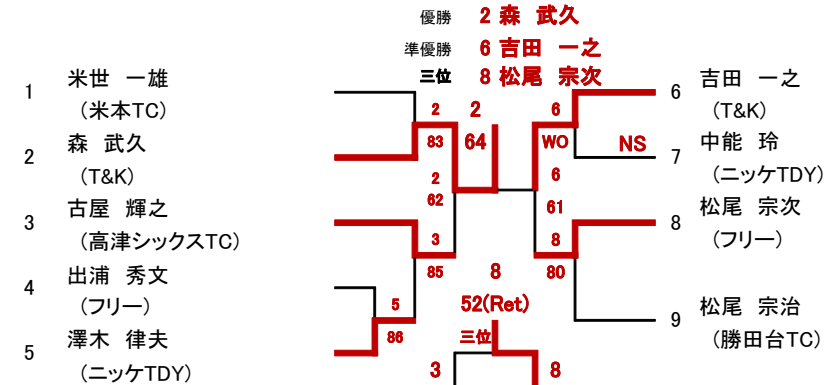 優勝 2 森 武久
準優勝 6 吉田 一之
三位 8 松尾 宗次
1 米世 一雄
(米本TC)
2 森 武久
(T&K)
3 古屋 輝之
(高津シックスTC)
4 出浦 秀文
(フリー)
5 澤木 律夫
(ニッケTDY)
2
83
2
62
3
85
5
86
2
64
8
52(Ret)
三位
3
8
6
WO
6
61
8
80
NS
6 吉田 一之
(T&K)
7 中能 玲
(ニッケTDY)
8 松尾 宗次
(フリー)
9 松尾 宗治
(勝田台TC)